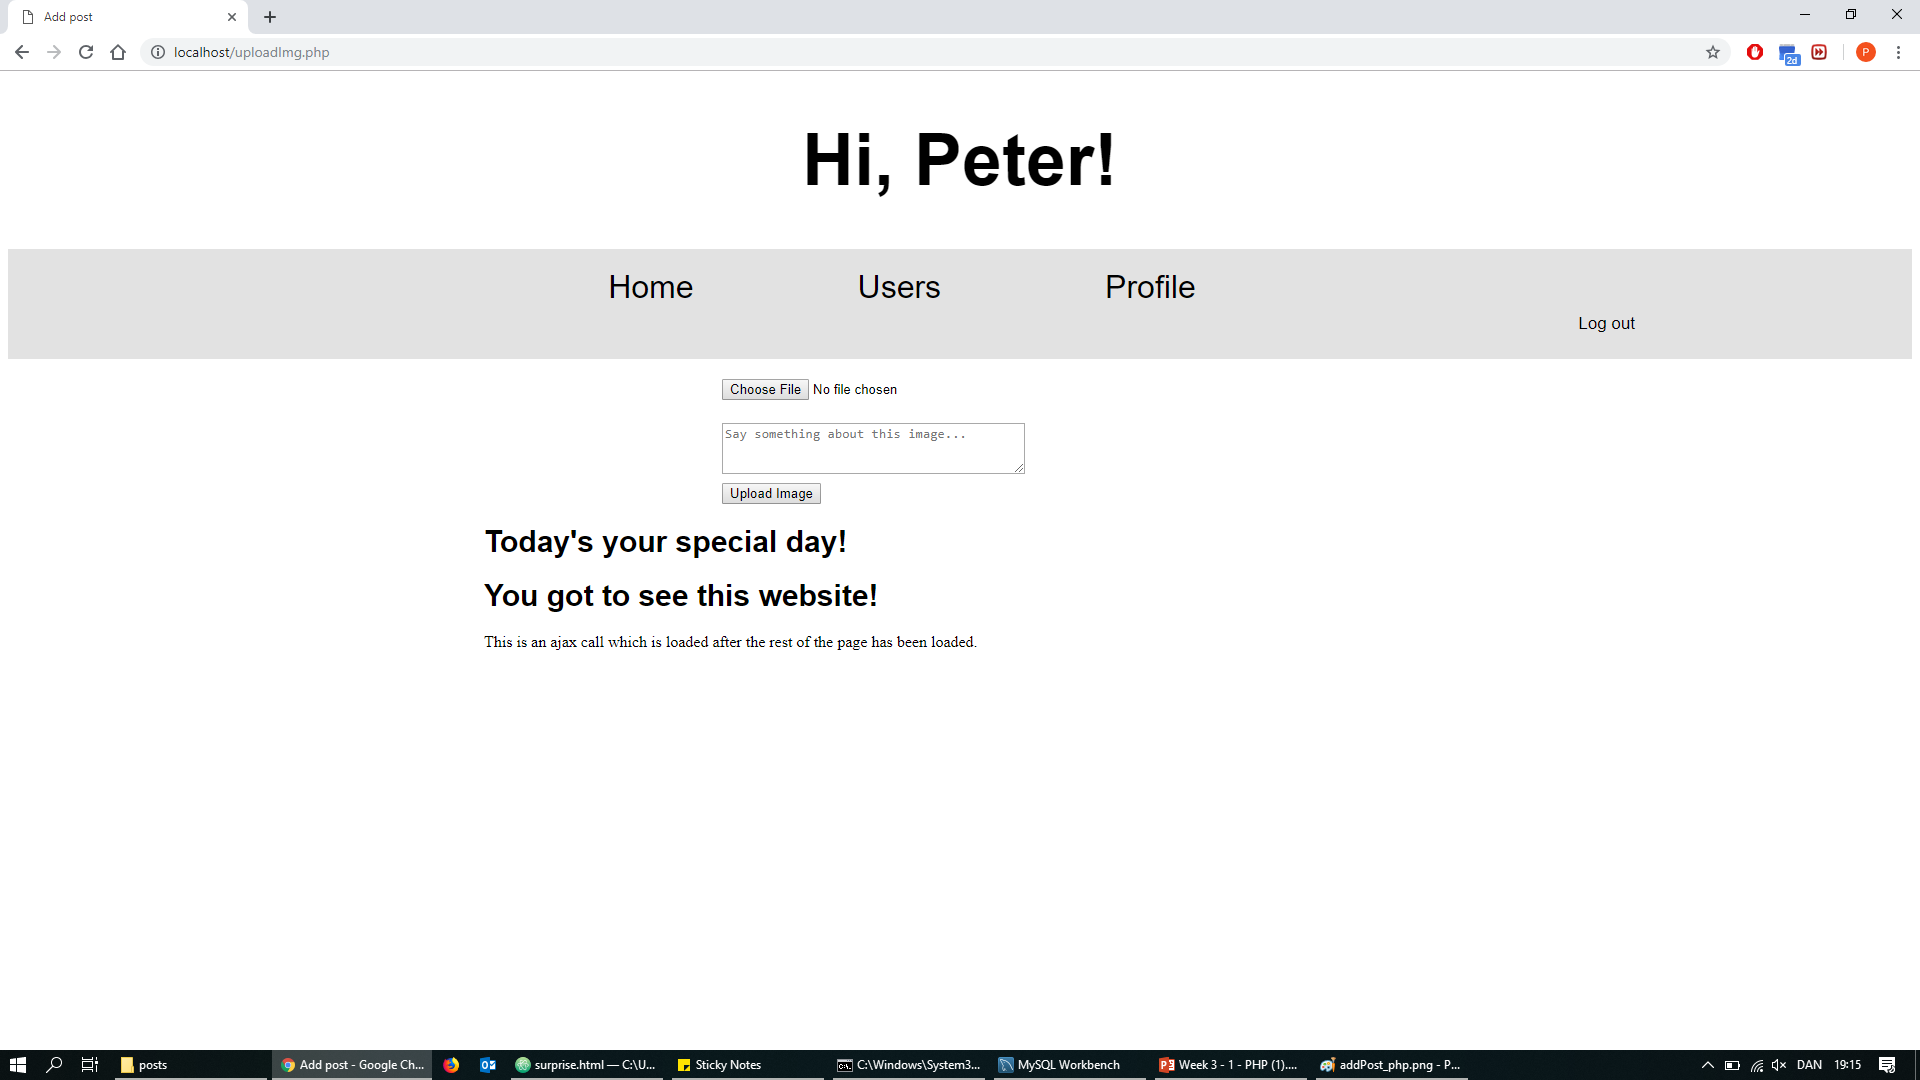 Add post
localhost/uploadImg.php
P
2d
Hi, Peter!
Home Users Profile
Log out
Choose File No file chosen
Say something about this image...
Upload Image
Today's your special day!
You got to see this website!
This is an ajax call which is loaded after the rest of the page has been loaded.
posts Add post - Google Ch... surprise.html — C:\U... Sticky Notes C:\Windows\System3... MySQL Workbench Week 3 - 1 - PHP (1).... addPost_php.png - P... DAN 19:15